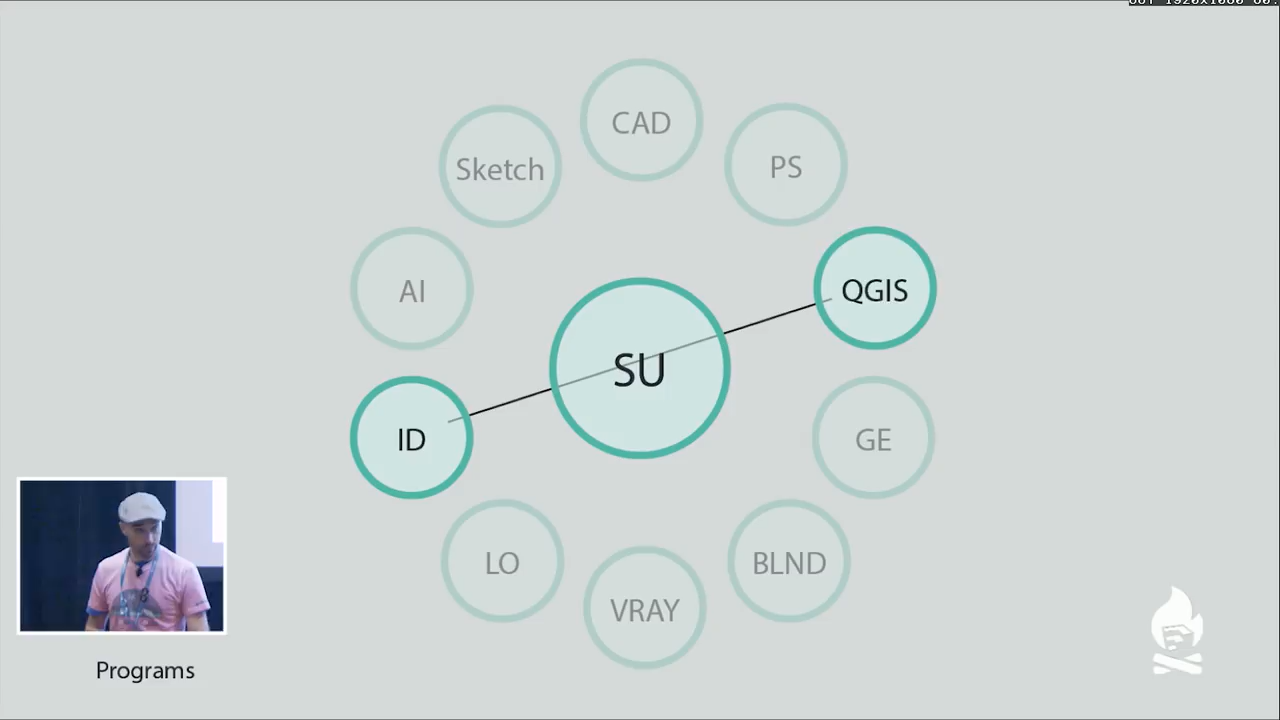 CAD
Sketch
PS
AI
QGIS
SU
ID
GE
LO
BLND
VRAY
Programs